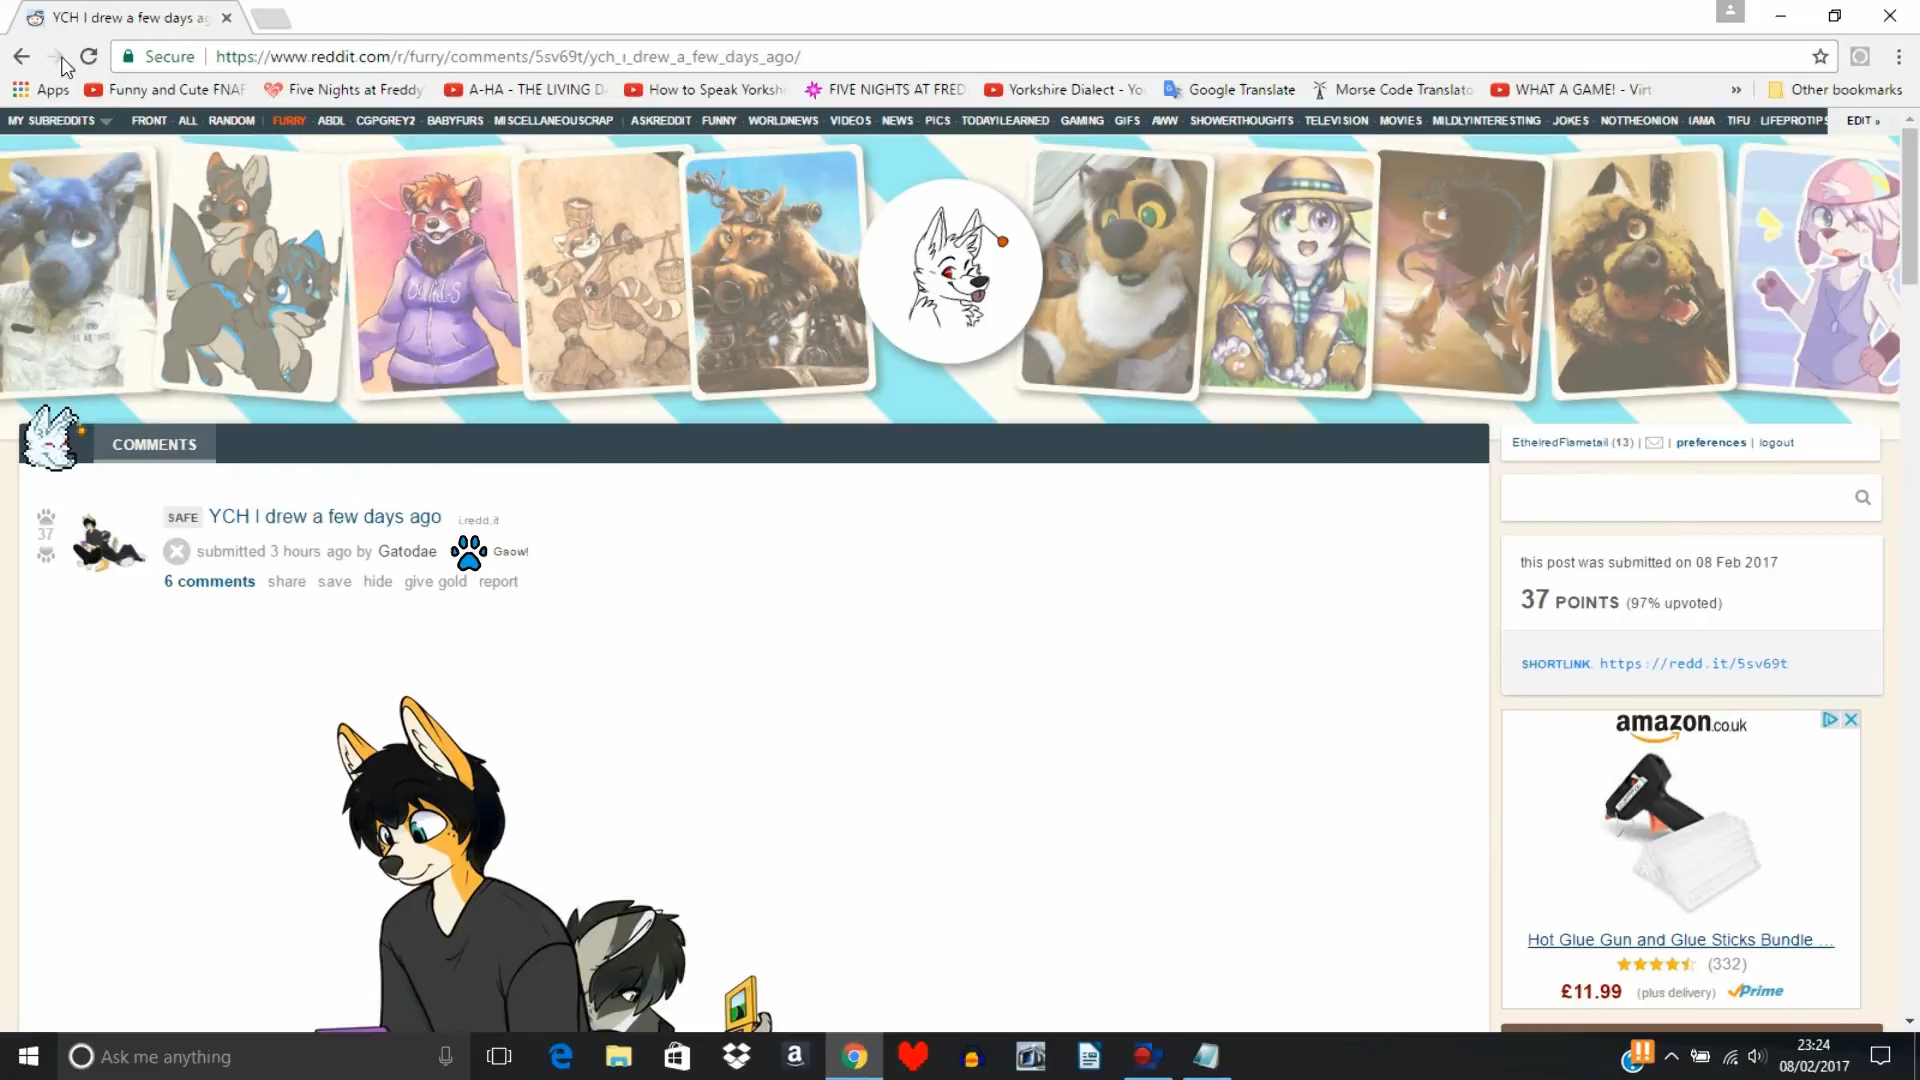 YCH I drew a few days ag
Secure https://www.reddit.com/r/furry/comments/5sv69t/ych_i_drew_a_few_days_ago/
Apps Funny and Cute FNAF Five Nights at Freddy A-HA - THE LIVING D How to Speak Yorksh FIVE NIGHTS AT FRED Yorkshire Dialect - Yo Google Translate Morse Code Translato WHAT A GAME! - Virt » Other bookmarks
MY SUBREDDITS FRONT ALL RANDOM | FURRY ABDL CGPGREY2 BABYFURS MISCELLANEOUSCRAP | ASKREDDIT FUNNY WORLDNEWS VIDEOS NEWS PICS TODAYILEARNED GAMING GIFS AWW SHOWERTHOUGHTS TELEVISION MOVIES MILDLYINTERESTING JOKES NOTTHEONION IAMA TIFU LIFEPROTIPS EDIT »
COMMENTS
EthelredFlametail (13) | | preferences | logout
SAFE YCH I drew a few days ago i.redd.it
37
submitted 3 hours ago by Gatodae Gaow!
6 comments share save hide give gold report
this post was submitted on 08 Feb 2017
37 POINTS (97% upvoted)
SHORTLINK https://redd.it/5sv69t
amazon.co.uk
Hot Glue Gun and Glue Sticks Bundle ...
(332)
£11.99 (plus delivery) Prime
Ask me anything
23:24
08/02/2017